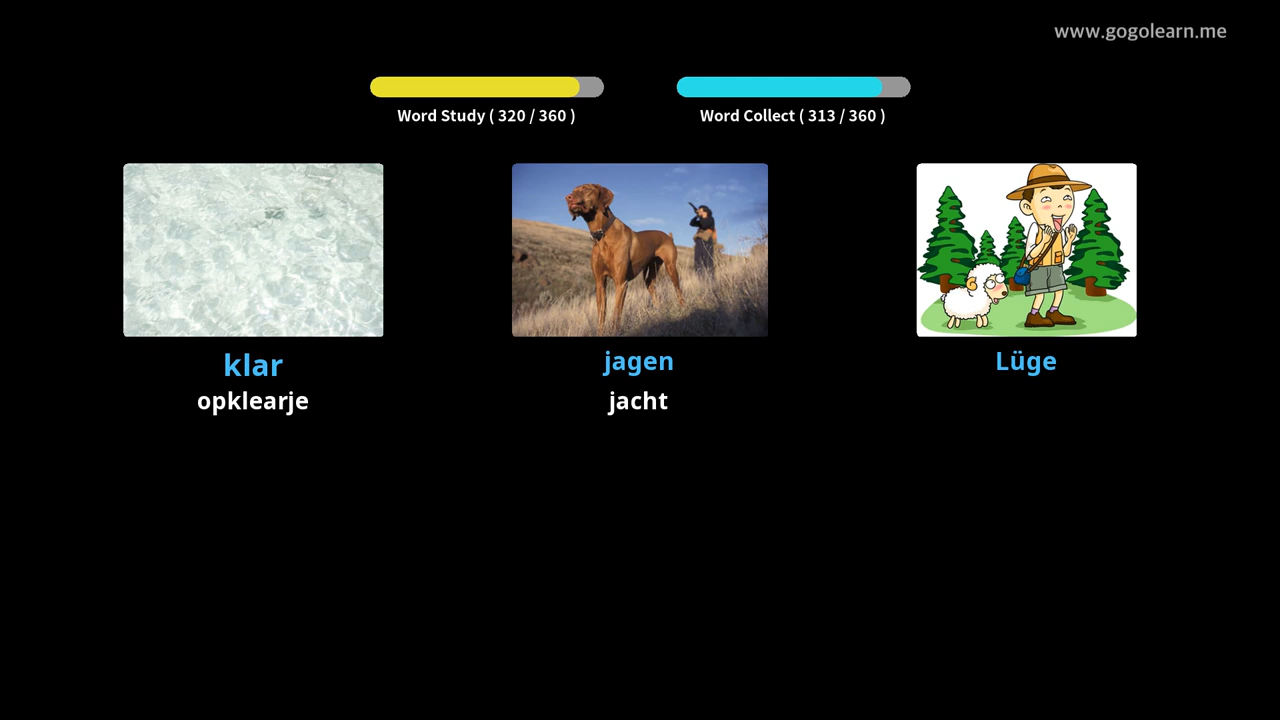 www.gogolearn.me
Word Study ( 320 / 360 )
Word Collect ( 313 / 360 )
klar
jagen
Lüge
opklearje
jacht